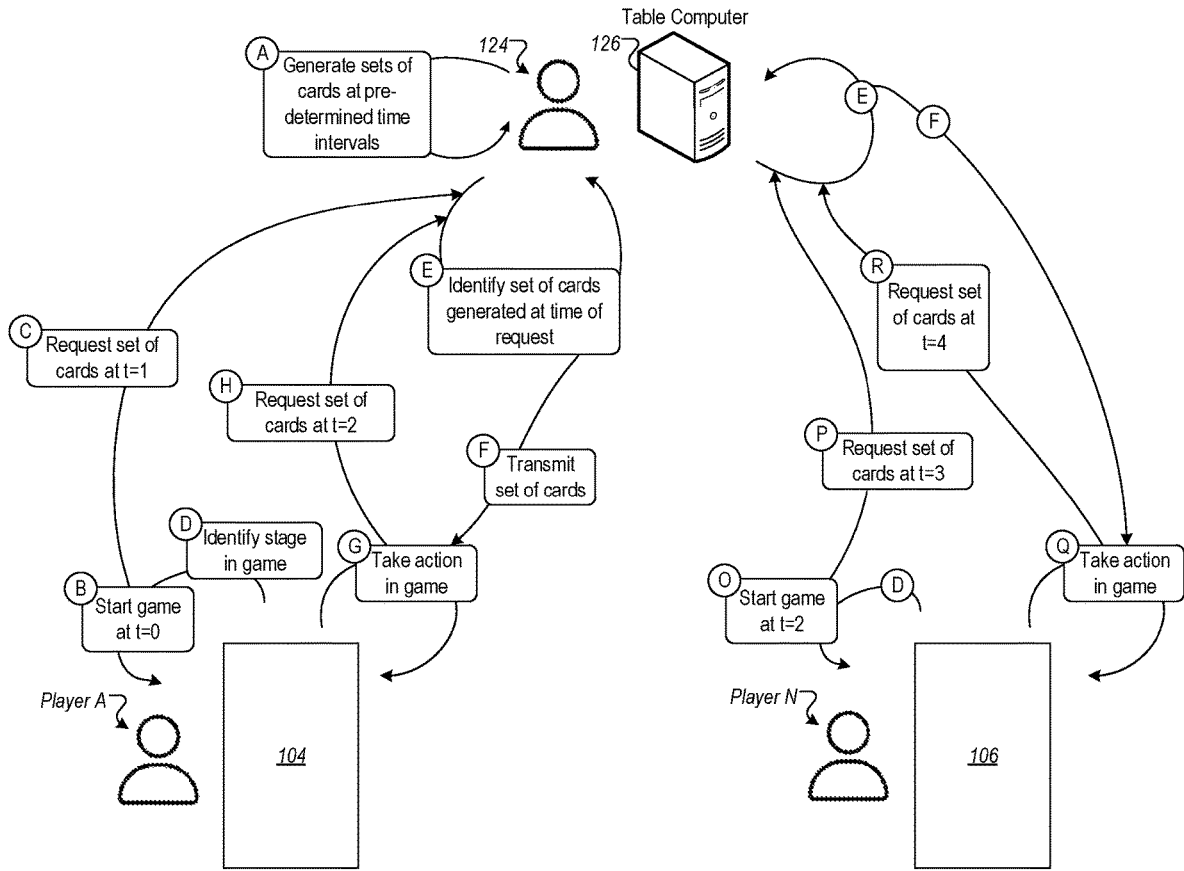 Table Computer
124
126
A
Generate sets of
cards at pre-
determined time
intervals
E
F
E
Identify set of cards
generated at time of
request
R
Request set
of cards at
t=4
C
Request set of
cards at t=1
H
Request set of
cards at t=2
P
Request set of
cards at t=3
F
Transmit
set of cards
D
Identify stage
in game
G
Take action
in game
Q
Take action
in game
B
Start game
at t=0
O
Start game
at t=2
D
Player A
104
Player N
106